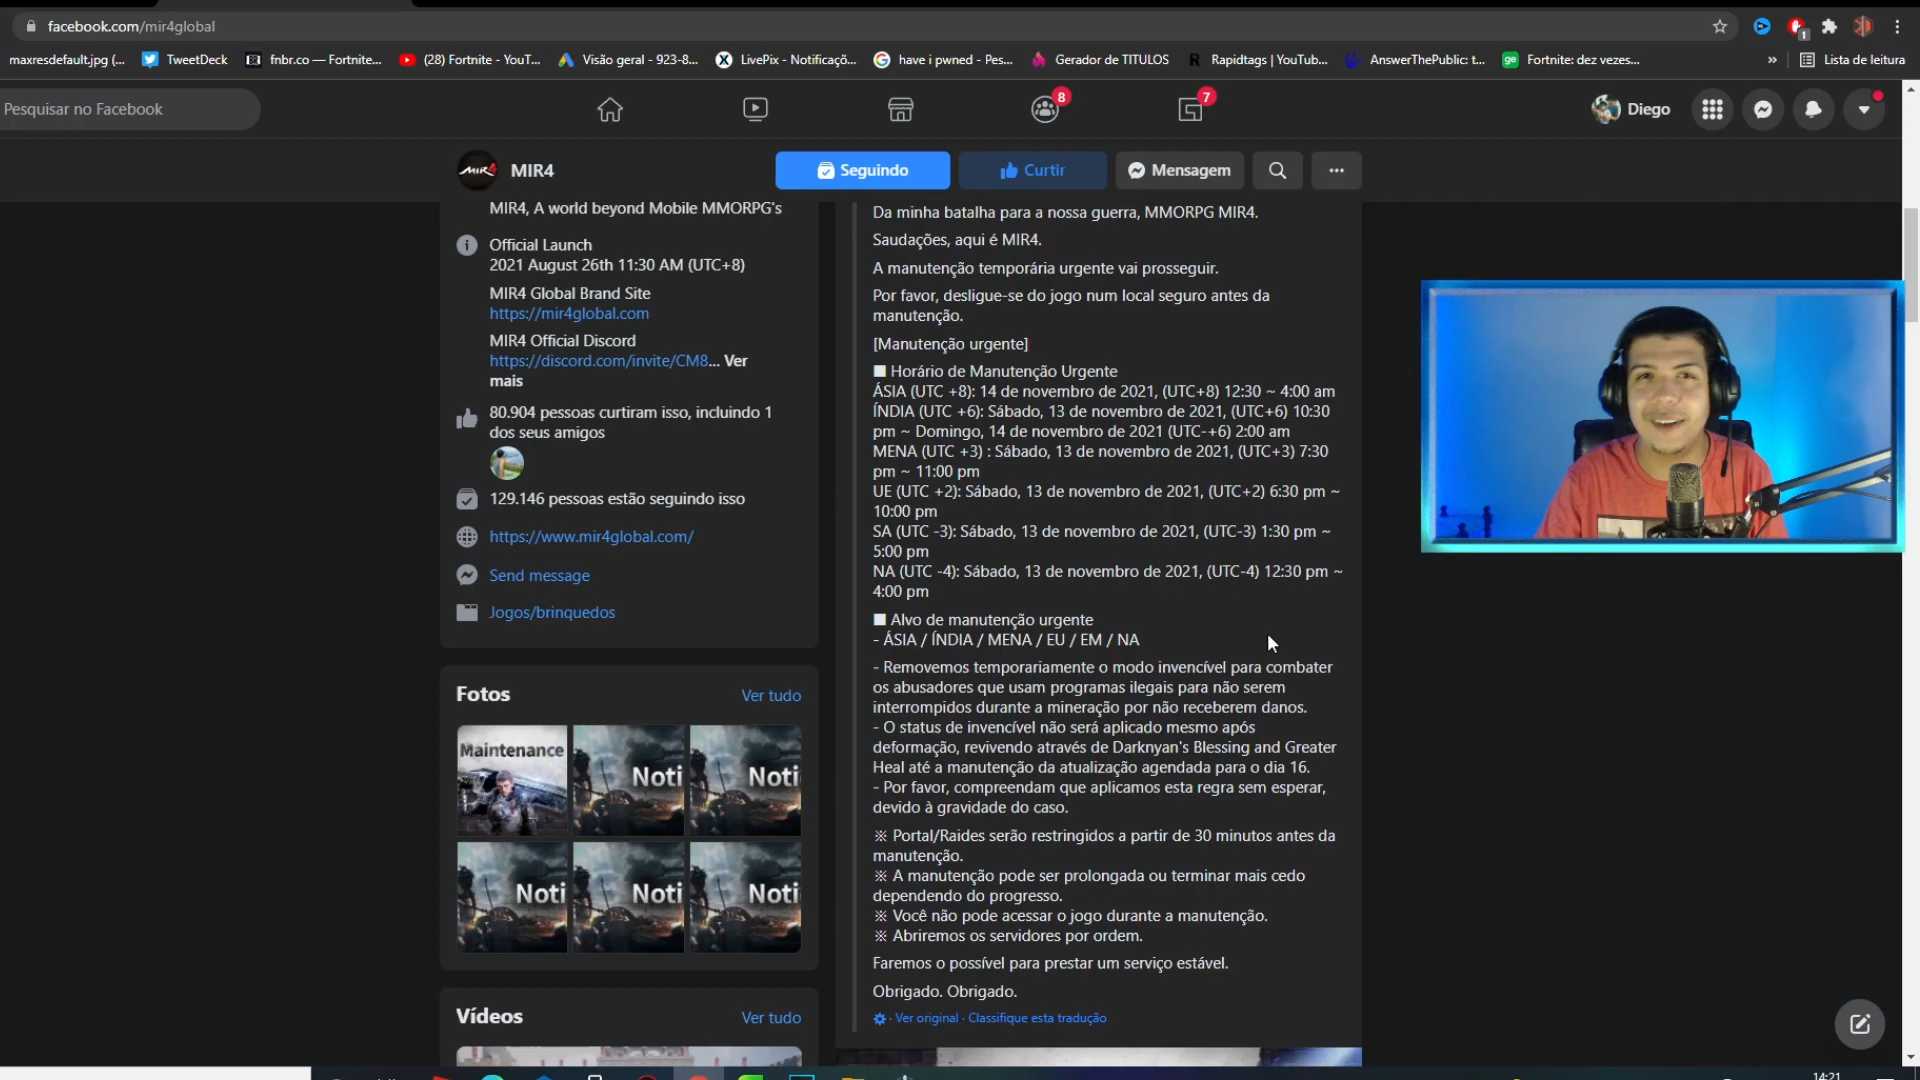 facebook.com/mir4global
maxresdefault.jpg (...
TweetDeck
fnbr.co — Fortnite...
(28) Fortnite - YouT...
Visão geral - 923-8...
LivePix - Notificaçõ...
have i pwned - Pes...
Gerador de TITULOS
Rapidtags | YouTub...
AnswerThePublic: t...
Fortnite: dez vezes...
»
Lista de leitura
Pesquisar no Facebook
8
7
Diego
MIR4
Seguindo
Curtir
Mensagem
MIR4, A world beyond Mobile MMORPG's
Official Launch
2021 August 26th 11:30 AM (UTC+8)
MIR4 Global Brand Site
https://mir4global.com
MIR4 Official Discord
https://discord.com/invite/CM8... Ver
mais
80.904 pessoas curtiram isso, incluindo 1
dos seus amigos
129.146 pessoas estão seguindo isso
https://www.mir4global.com/
Send message
Jogos/brinquedos
Fotos
Ver tudo
Maintenance
Noti
Noti
Noti
Noti
Noti
Vídeos
Ver tudo
Da minha batalha para a nossa guerra, MMORPG MIR4.
Saudações, aqui é MIR4.
A manutenção temporária urgente vai prosseguir.
Por favor, desligue-se do jogo num local seguro antes da
manutenção.
[Manutenção urgente]
■ Horário de Manutenção Urgente
ÁSIA (UTC +8): 14 de novembro de 2021, (UTC+8) 12:30 ~ 4:00 am
ÍNDIA (UTC +6): Sábado, 13 de novembro de 2021, (UTC+6) 10:30
pm ~ Domingo, 14 de novembro de 2021 (UTC-+6) 2:00 am
MENA (UTC +3) : Sábado, 13 de novembro de 2021, (UTC+3) 7:30
pm ~ 11:00 pm
UE (UTC +2): Sábado, 13 de novembro de 2021, (UTC+2) 6:30 pm ~
10:00 pm
SA (UTC -3): Sábado, 13 de novembro de 2021, (UTC-3) 1:30 pm ~
5:00 pm
NA (UTC -4): Sábado, 13 de novembro de 2021, (UTC-4) 12:30 pm ~
4:00 pm
■ Alvo de manutenção urgente
- ÁSIA / ÍNDIA / MENA / EU / EM / NA
- Removemos temporariamente o modo invencível para combater
os abusadores que usam programas ilegais para não serem
interrompidos durante a mineração por não receberem danos.
- O status de invencível não será aplicado mesmo após
deformação, revivendo através de Darknyan's Blessing and Greater
Heal até a manutenção da atualização agendada para o dia 16.
- Por favor, compreendam que aplicamos esta regra sem esperar,
devido à gravidade do caso.
※ Portal/Raides serão restringidos a partir de 30 minutos antes da
manutenção.
※ A manutenção pode ser prolongada ou terminar mais cedo
dependendo do progresso.
※ Você não pode acessar o jogo durante a manutenção.
※ Abriremos os servidores por ordem.
Faremos o possível para prestar um serviço estável.
Obrigado. Obrigado.
· Ver original · Classifique esta tradução
14:21